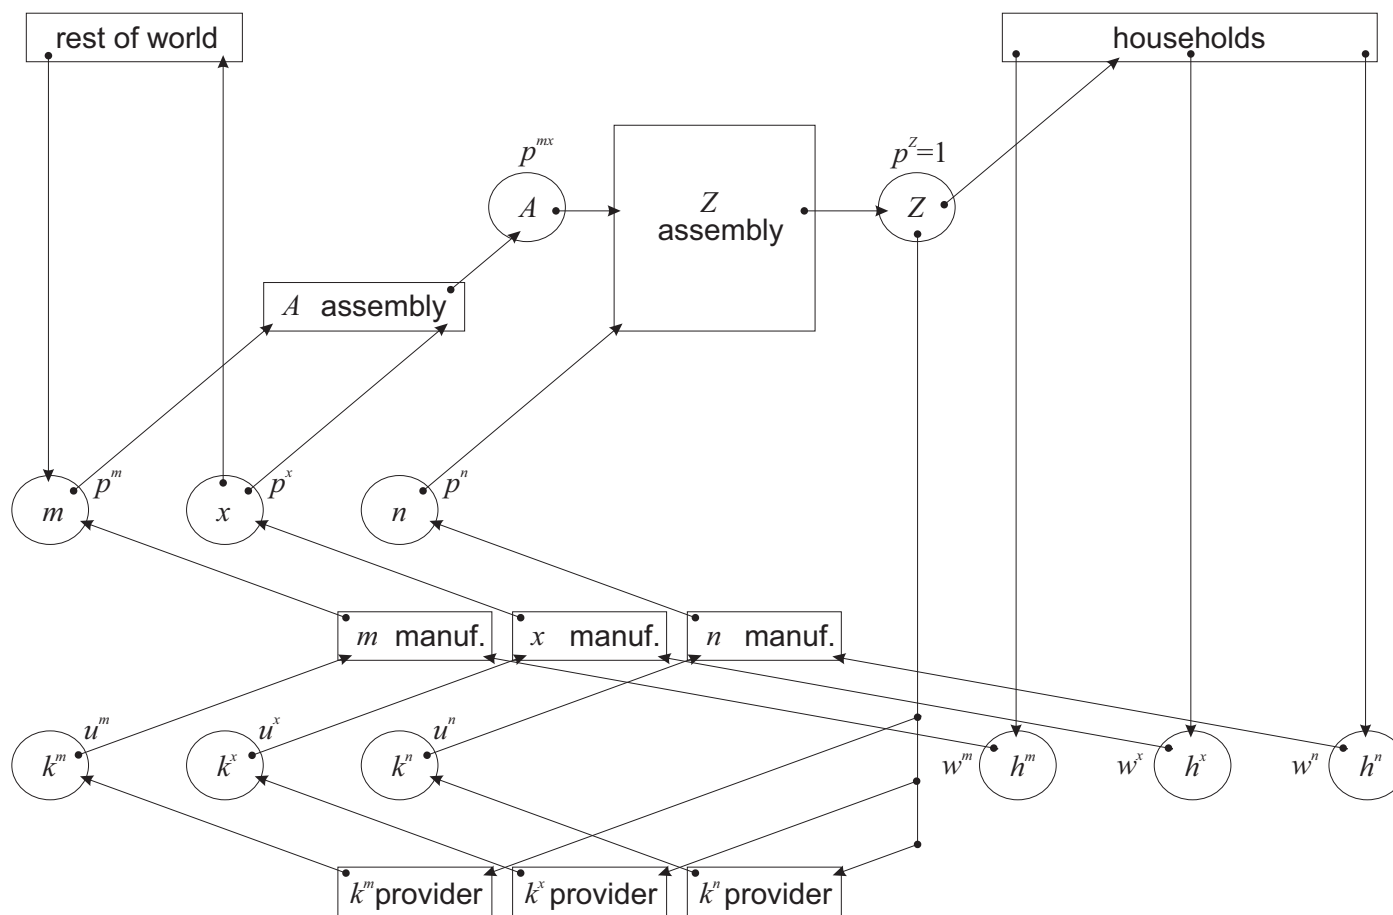 rest of world
households
p^{mx}
p^Z=1
A
Z
assembly
Z
A assembly
p^m
p^x
p^n
m
x
n
m manuf.
x manuf.
n manuf.
u^m
u^x
u^n
k^m
k^x
k^n
w^m
h^m
w^x
h^x
w^n
h^n
k^m provider
k^x provider
k^n provider